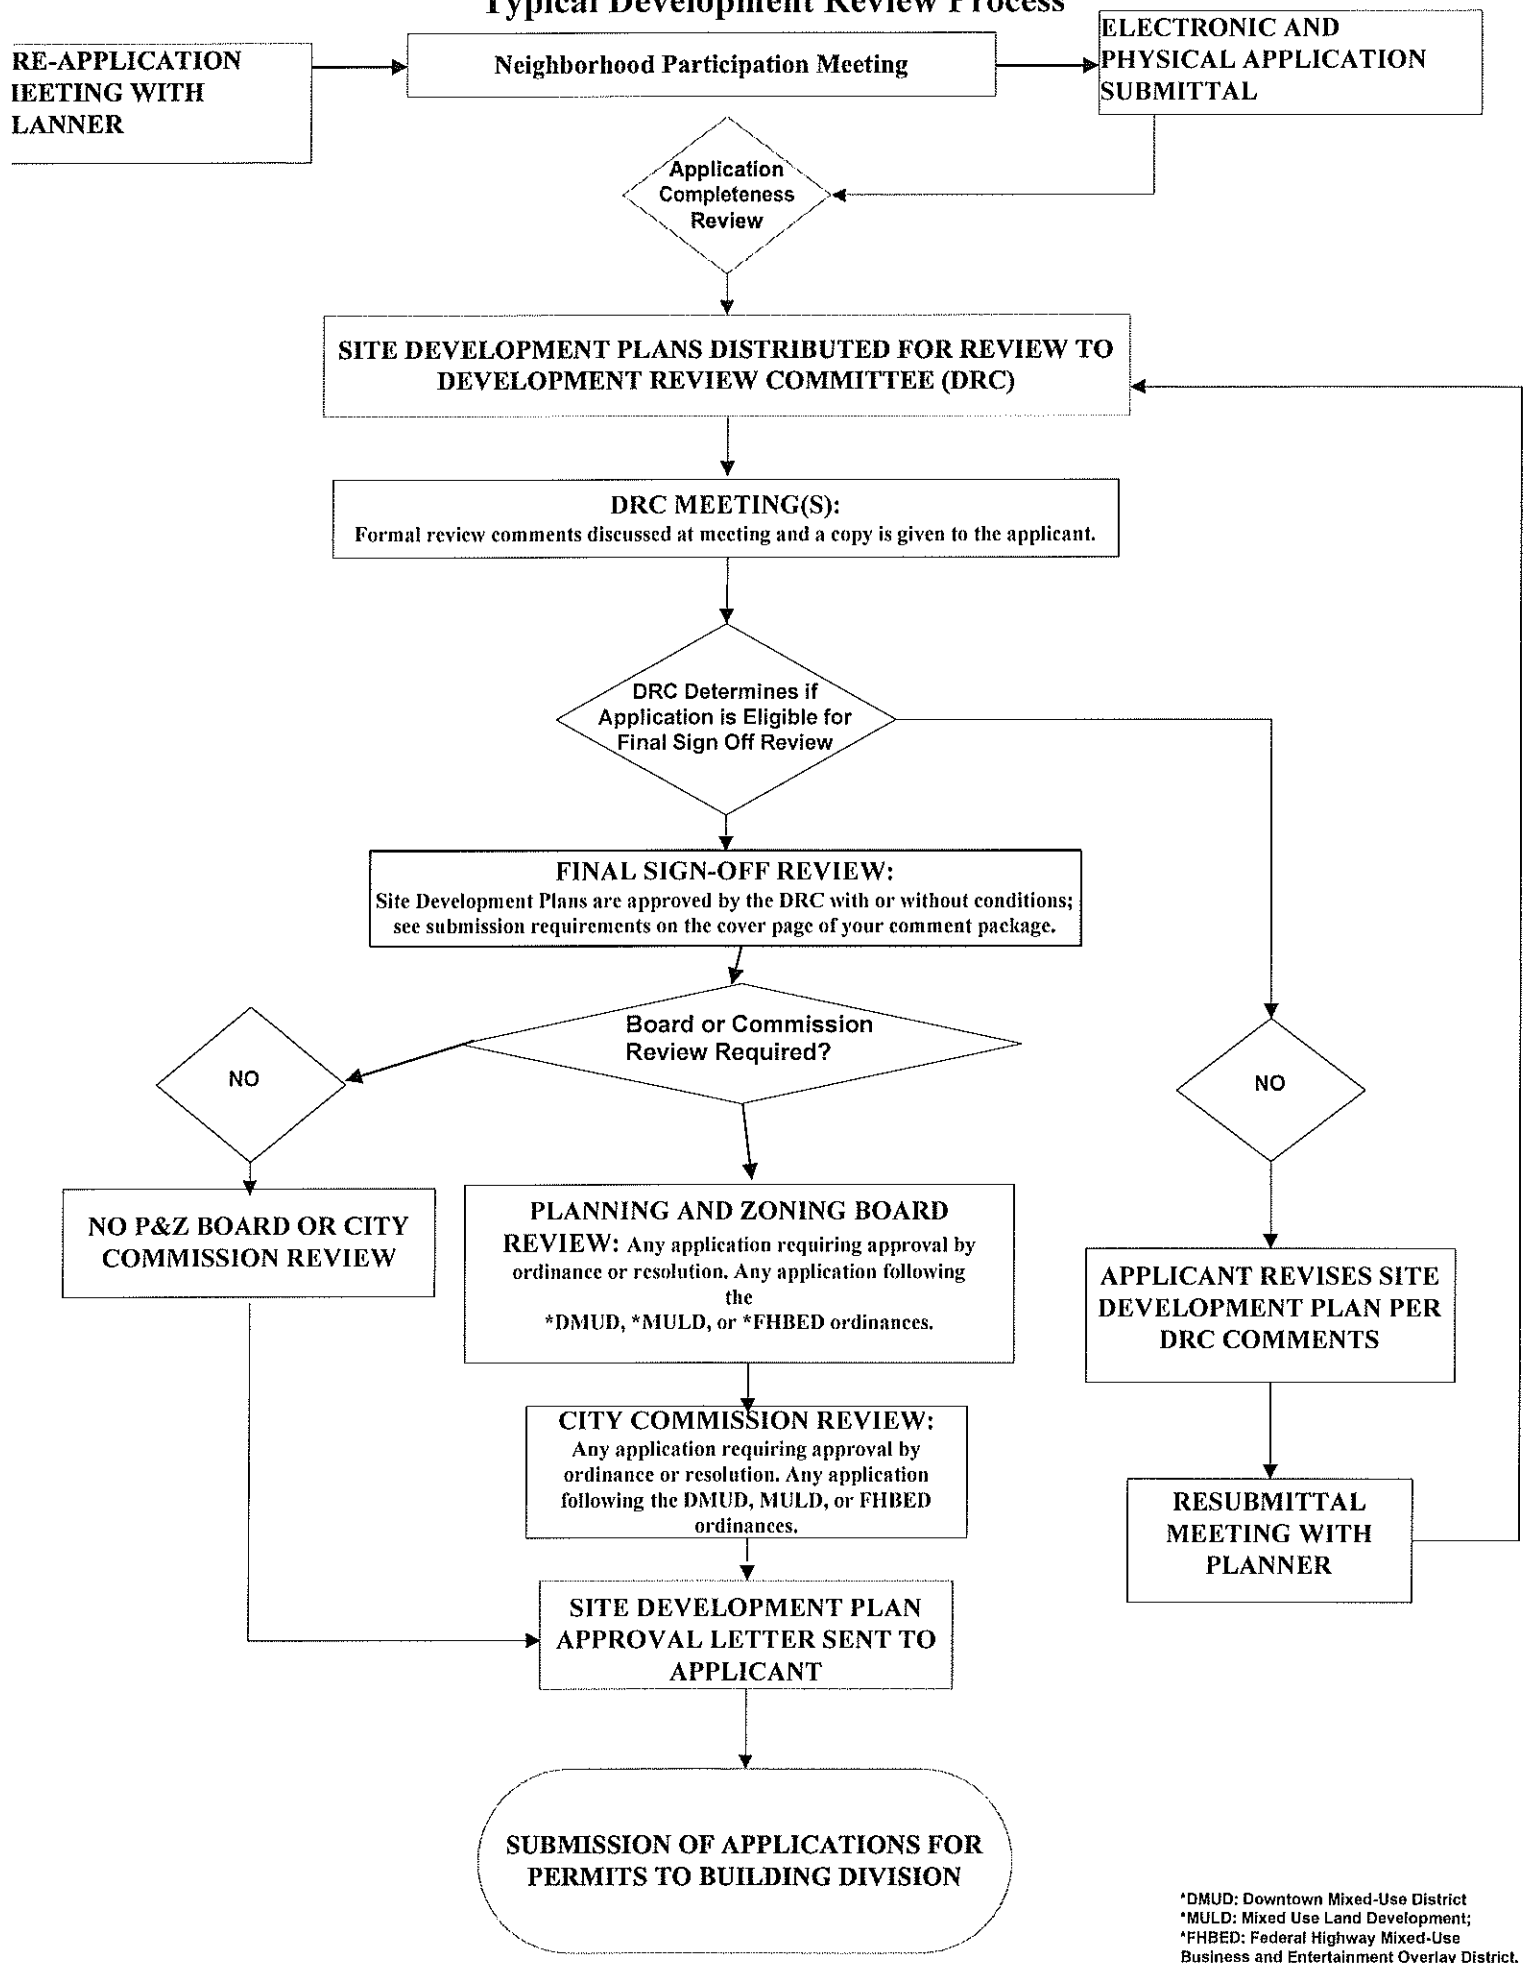 Typical Development Review Process
RE-APPLICATION
IEETING WITH
LANNER
Neighborhood Participation Meeting
ELECTRONIC AND
PHYSICAL APPLICATION
SUBMITTAL
Application
Completeness
Review
SITE DEVELOPMENT PLANS DISTRIBUTED FOR REVIEW TO
DEVELOPMENT REVIEW COMMITTEE (DRC)
DRC MEETING(S):
Formal review comments discussed at meeting and a copy is given to the applicant.
DRC Determines if
Application is Eligible for
Final Sign Off Review
FINAL SIGN-OFF REVIEW:
Site Development Plans are approved by the DRC with or without conditions;
see submission requirements on the cover page of your comment package.
Board or Commission
Review Required?
NO
NO
NO P&Z BOARD OR CITY
COMMISSION REVIEW
PLANNING AND ZONING BOARD
REVIEW: Any application requiring approval by
ordinance or resolution. Any application following
the
*DMUD, *MULD, or *FHBED ordinances.
APPLICANT REVISES SITE
DEVELOPMENT PLAN PER
DRC COMMENTS
CITY COMMISSION REVIEW:
Any application requiring approval by
ordinance or resolution. Any application
following the DMUD, MULD, or FHBED
ordinances.
RESUBMITTAL
MEETING WITH
PLANNER
SITE DEVELOPMENT PLAN
APPROVAL LETTER SENT TO
APPLICANT
SUBMISSION OF APPLICATIONS FOR
PERMITS TO BUILDING DIVISION
*DMUD: Downtown Mixed-Use District
*MULD: Mixed Use Land Development;
*FHBED: Federal Highway Mixed-Use
Business and Entertainment Overlay District.